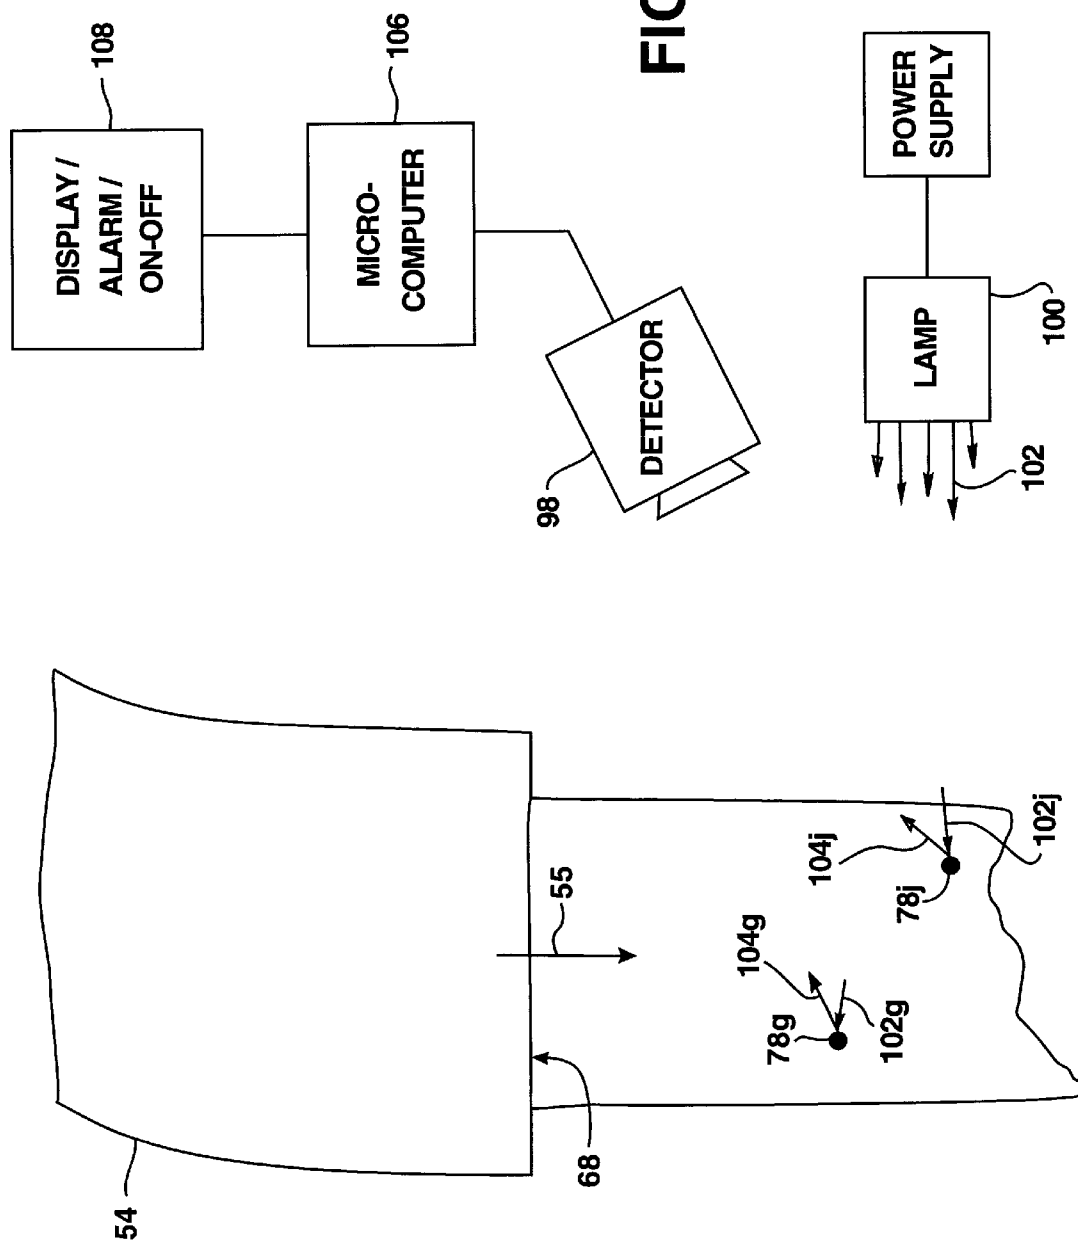 108
DISPLAY /
ALARM /
ON-OFF
106
MICRO-
COMPUTER
FIG
98
DETECTOR
POWER
SUPPLY
LAMP
100
102
54
55
68
104g
78g
102g
104j
78j
102j